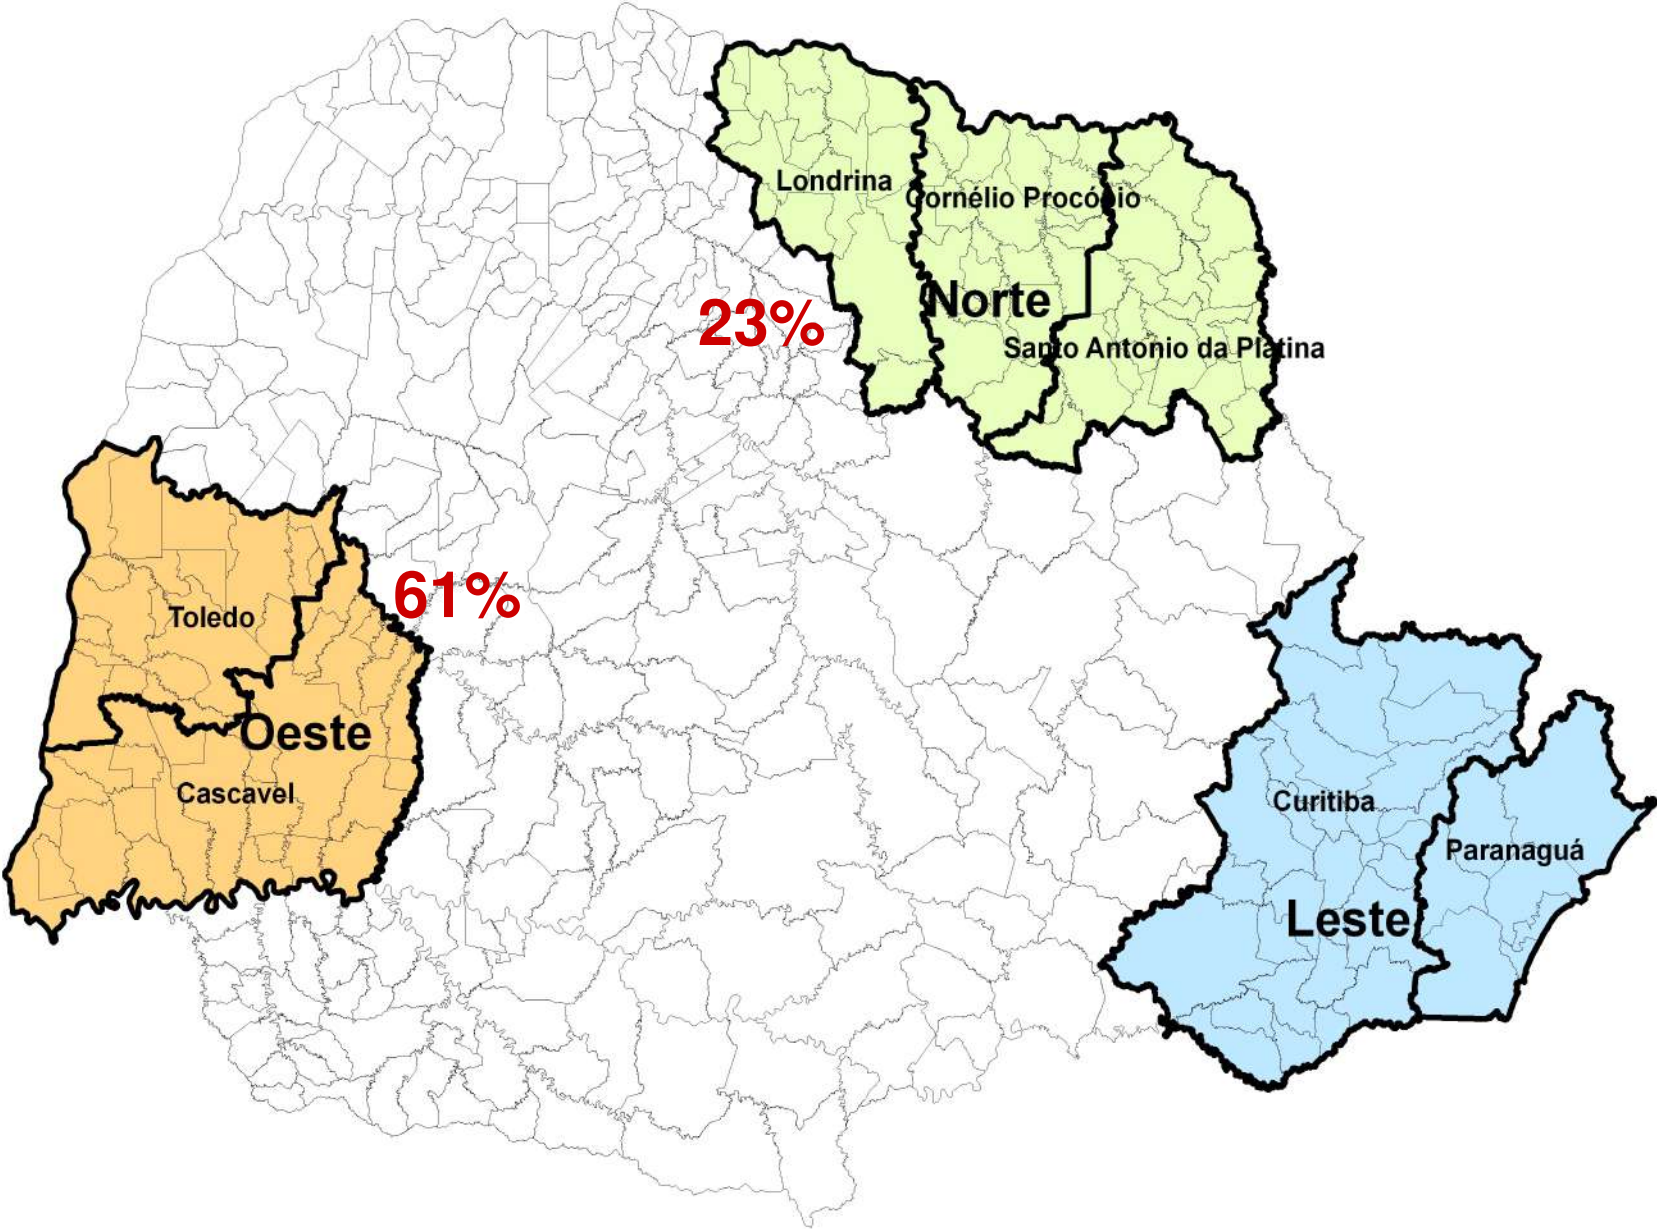 Londrina
Cornélio Procópio
Norte
23%
Santo Antonio da Platina
61%
Toledo
Oeste
Cascavel
Curitiba
Paranaguá
Leste